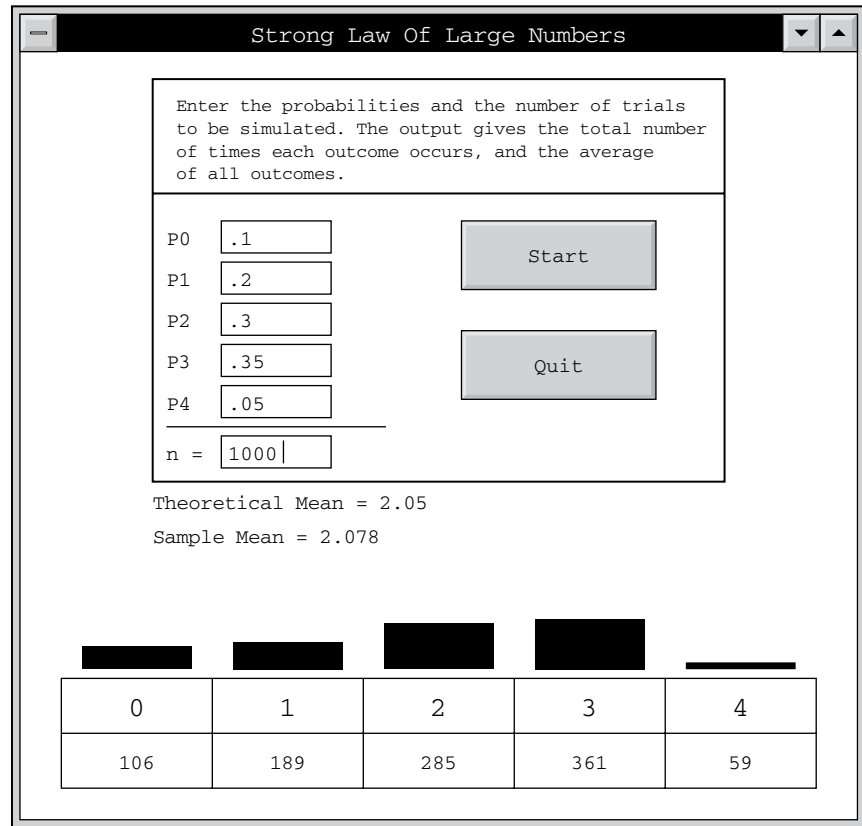 Strong Law Of Large Numbers
Enter the probabilities and the number of trials
to be simulated. The output gives the total number
of times each outcome occurs, and the average
of all outcomes.
P0 .1
P1 .2
P2 .3
P3 .35
P4 .05
n = 1000
Start
Quit
Theoretical Mean = 2.05
Sample Mean = 2.078
0 1 2 3 4
106 189 285 361 59